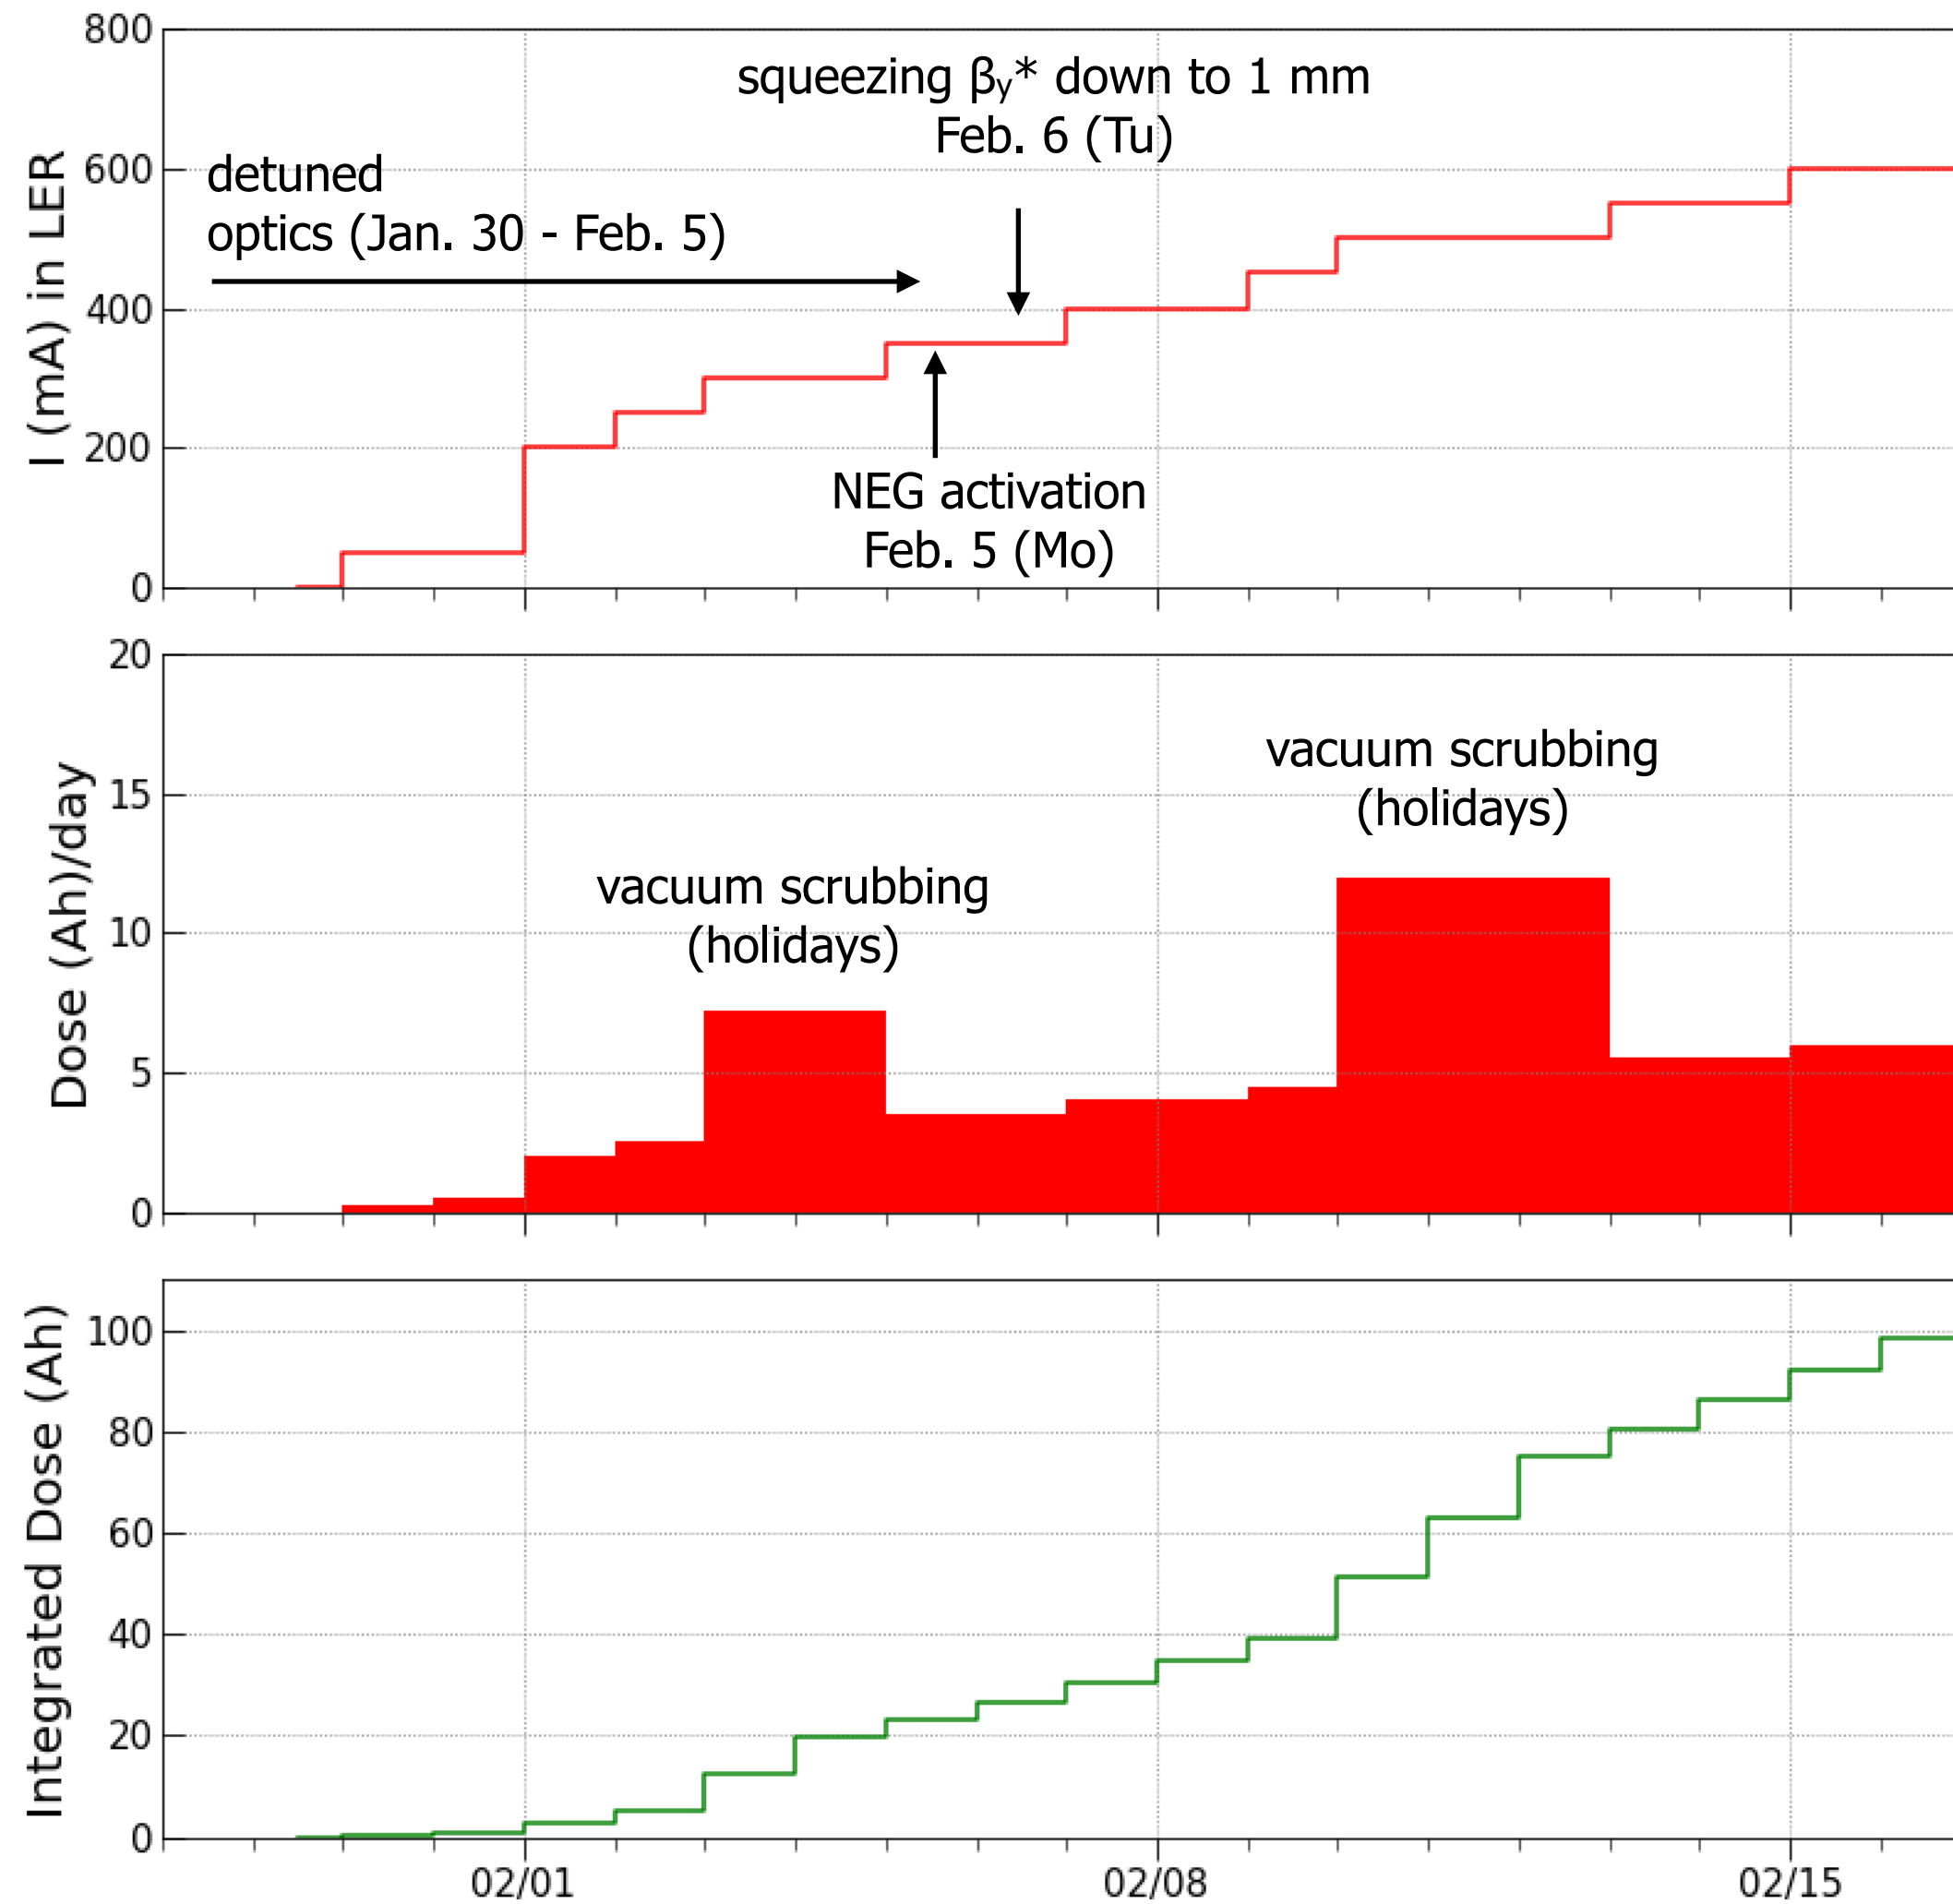 800
600
400
200
0
I (mA) in LER
squeezing βy* down to 1 mm
Feb. 6 (Tu)
detuned
optics (Jan. 30 - Feb. 5)
NEG activation
Feb. 5 (Mo)
20
15
10
5
0
Dose (Ah)/day
vacuum scrubbing
(holidays)
vacuum scrubbing
(holidays)
100
80
60
40
20
0
Integrated Dose (Ah)
02/01
02/08
02/15